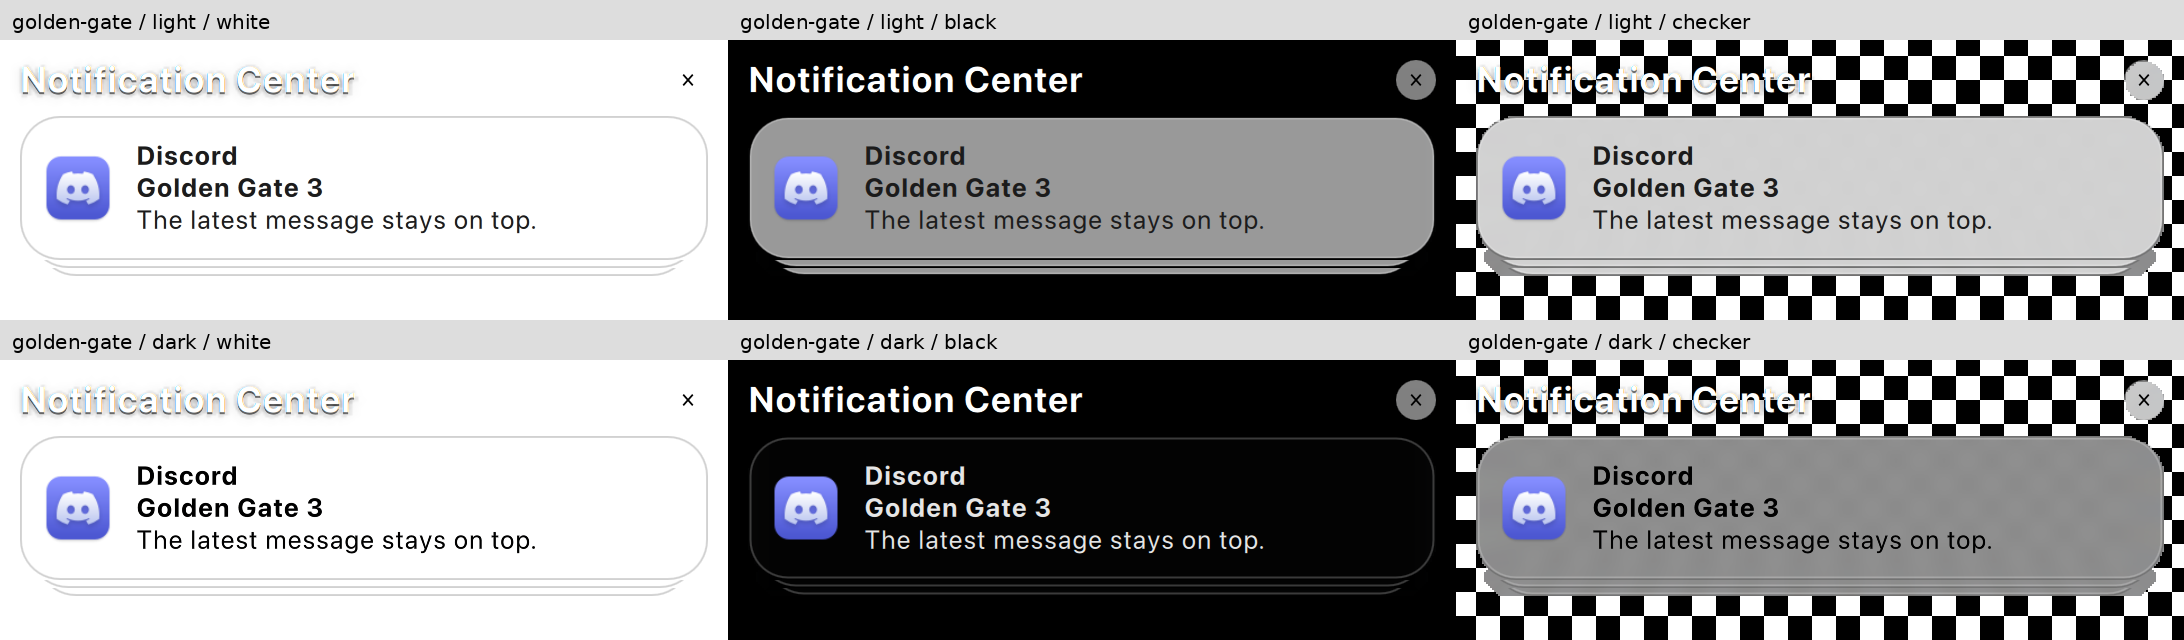 golden-gate / light / white
Notification Center
×
Discord
Golden Gate 3
The latest message stays on top.
golden-gate / light / black
Notification Center
×
Discord
Golden Gate 3
The latest message stays on top.
golden-gate / light / checker
Notification Center
×
Discord
Golden Gate 3
The latest message stays on top.
golden-gate / dark / white
Notification Center
×
Discord
Golden Gate 3
The latest message stays on top.
golden-gate / dark / black
Notification Center
×
Discord
Golden Gate 3
The latest message stays on top.
golden-gate / dark / checker
Notification Center
×
Discord
Golden Gate 3
The latest message stays on top.